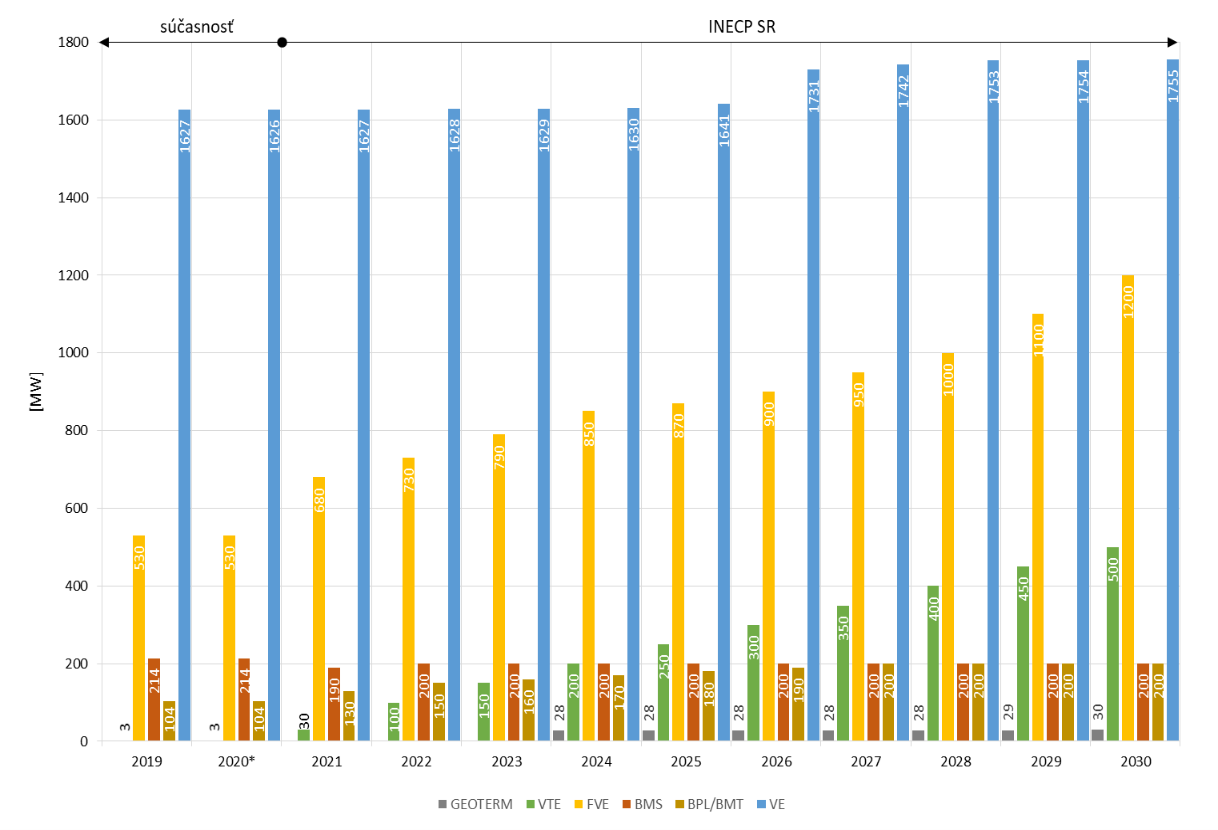 súčasnosť INECP SR
1800
1600
1400
1200
1000
800
600
400
200
0
[MW]
3 530 214 104 1627
3 530 214 104 1626
30 680 190 130 1627
100 730 200 150 1628
150 790 200 160 1629
28 200 850 200 170 1630
28 250 870 200 180 1641
28 300 900 200 190 1731
28 350 950 200 200 1742
28 400 1000 200 200 1753
29 450 1100 200 200 1754
30 500 1200 200 200 1755
2019 2020* 2021 2022 2023 2024 2025 2026 2027 2028 2029 2030
GEOTERM VTE FVE BMS BPL/BMT VE